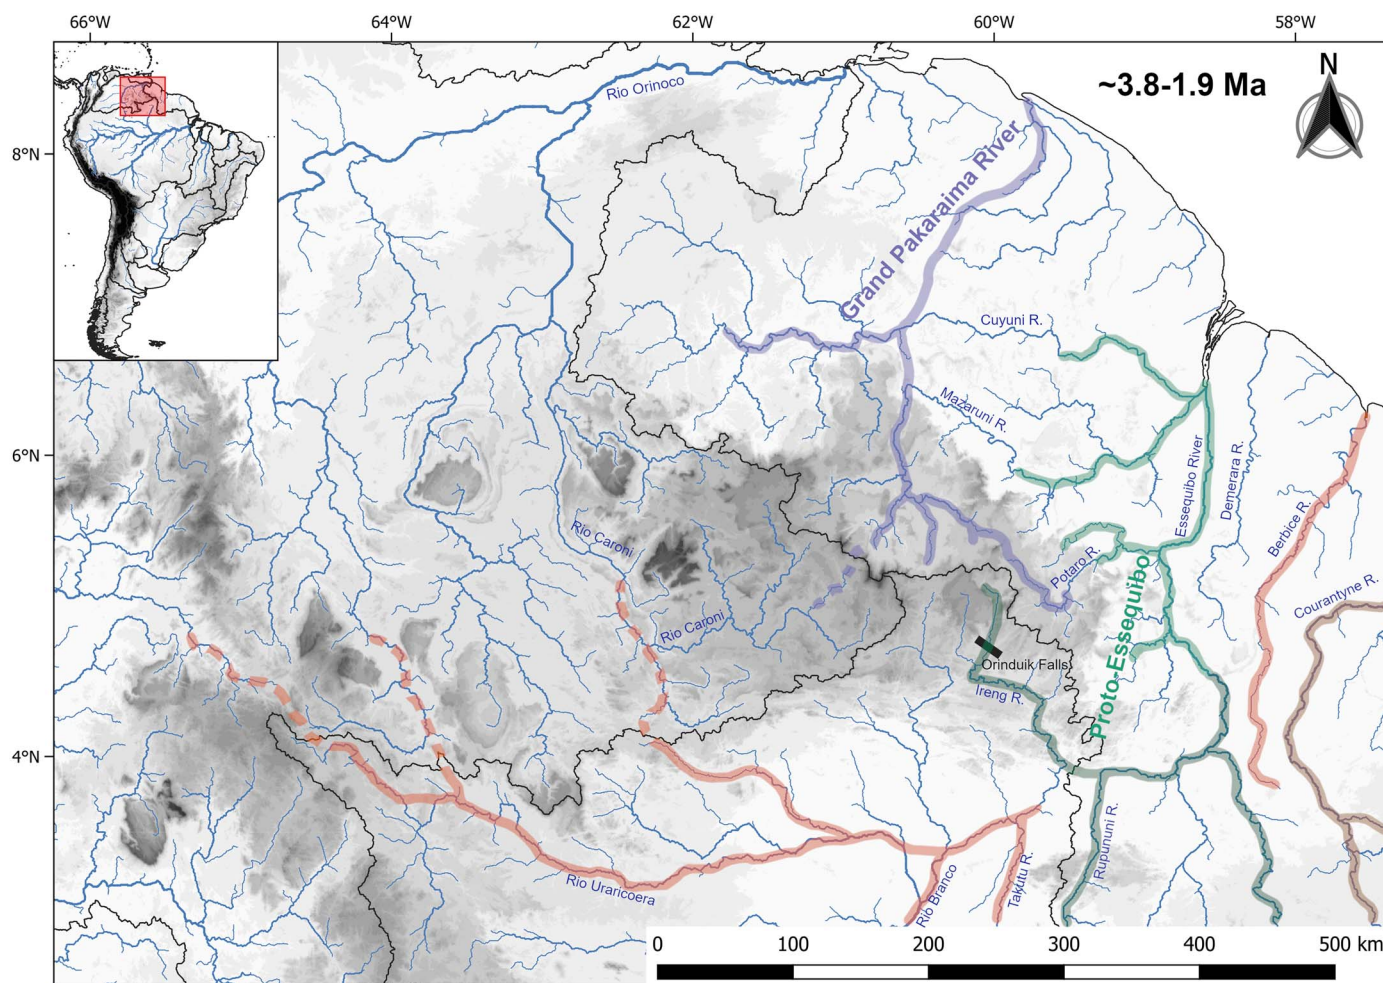 66°W 64°W 62°W 60°W 58°W
8°N
6°N
4°N
~3.8-1.9 Ma
N
Rio Orinoco
Grand Pakaraima River
Cuyuni R.
Mazaruni R.
Essequibo River
Demerara R.
Berbice R.
Courantyne R.
Rio Caroni
Potaro R.
Rio Caroni
Proto-Essequibo
Orinduik Falls
Ireng R.
Rupununi R.
Rio Uraricoera
Rio Branco
Takutu R.
0 100 200 300 400 500 km